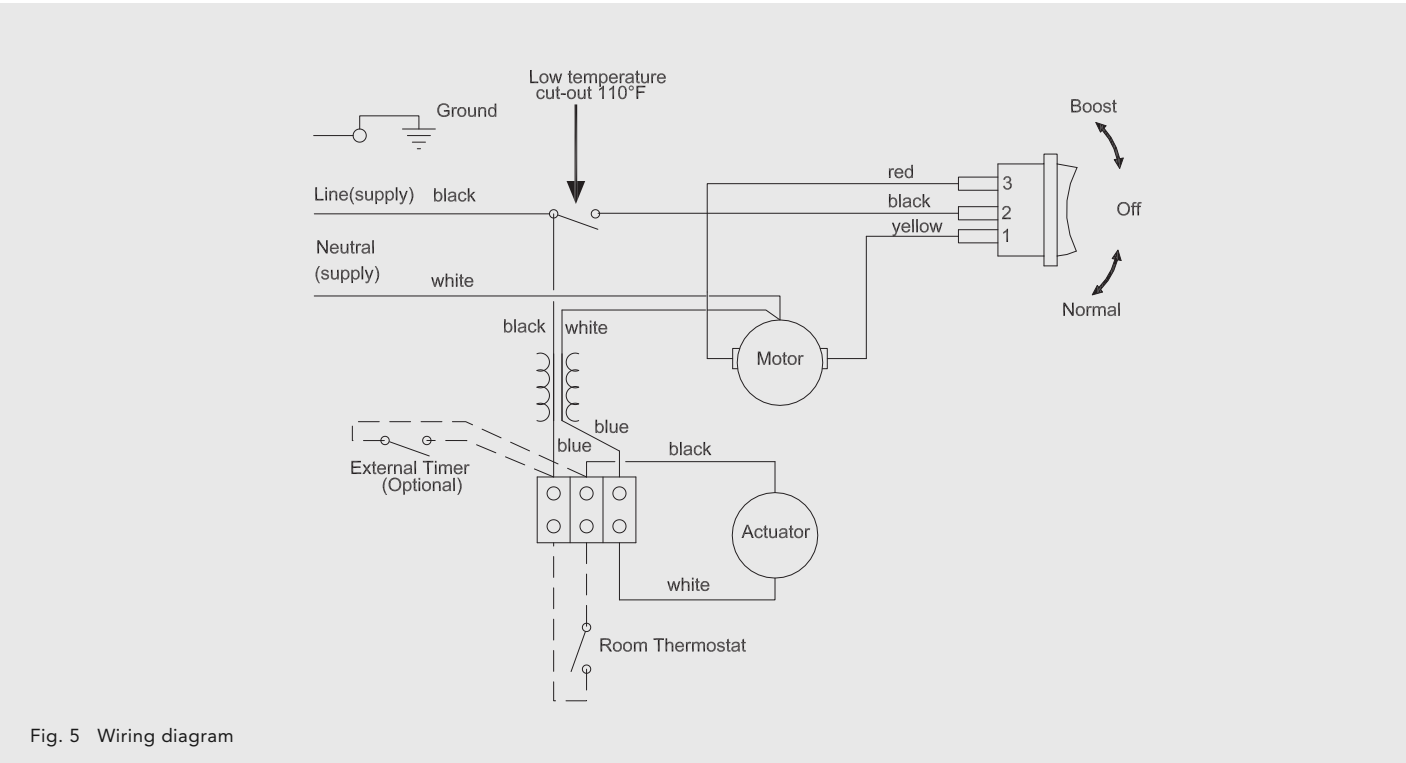 Low temperature
cut-out 110°F
Ground
Boost
Line(supply) black
red
3
black
2
Off
yellow
1
Neutral
(supply)
white
Normal
black white
Motor
blue
blue
black
External Timer
(Optional)
Actuator
white
Room Thermostat
Fig. 5 Wiring diagram